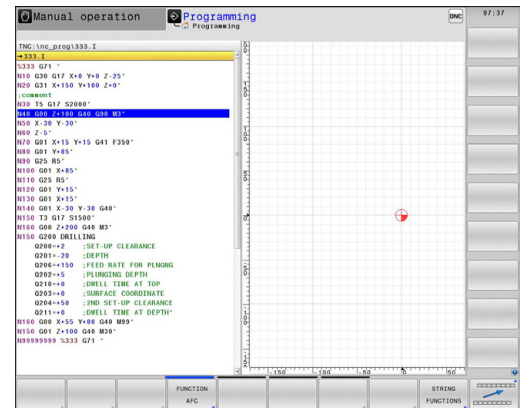 Manual operation
Programming
Programming
DNC
07:37
TNC:\nc_prog\333.I
→333.I
%333 G71 *
N10 G30 G17 X+0 Y+0 Z-25*
N20 G31 X+150 Y+100 Z+0*
;comment
N30 T5 G17 S2000*
N40 G00 Z+100 G40 G90 M3*
N50 X-30 Y-30*
N60 Z-5*
N70 G01 X+15 Y+15 G41 F350*
N80 G01 Y+85*
N90 G25 R5*
N100 G01 X+85*
N110 G25 R5*
N120 G01 Y+15*
N130 G01 X+15*
N140 G01 X-30 Y-30 G40*
N150 T3 G17 S1500*
N160 G00 Z+200 G40 M3*
N150 G200 DRILLING
Q200=+2 ;SET-UP CLEARANCE
Q201=-20 ;DEPTH
Q206=+150 ;FEED RATE FOR PLNGNG
Q202=+5 ;PLUNGING DEPTH
Q210=+0 ;DWELL TIME AT TOP
Q203=+0 ;SURFACE COORDINATE
Q204=+50 ;2ND SET-UP CLEARANCE
Q211=+0 ;DWELL TIME AT DEPTH*
N160 G00 X+55 Y+80 G40 M99*
N150 G01 Z+100 G40 M30*
N99999999 %333 G71 *
-150 -100 -50 0 50
FUNCTION
AFC
STRING
FUNCTIONS